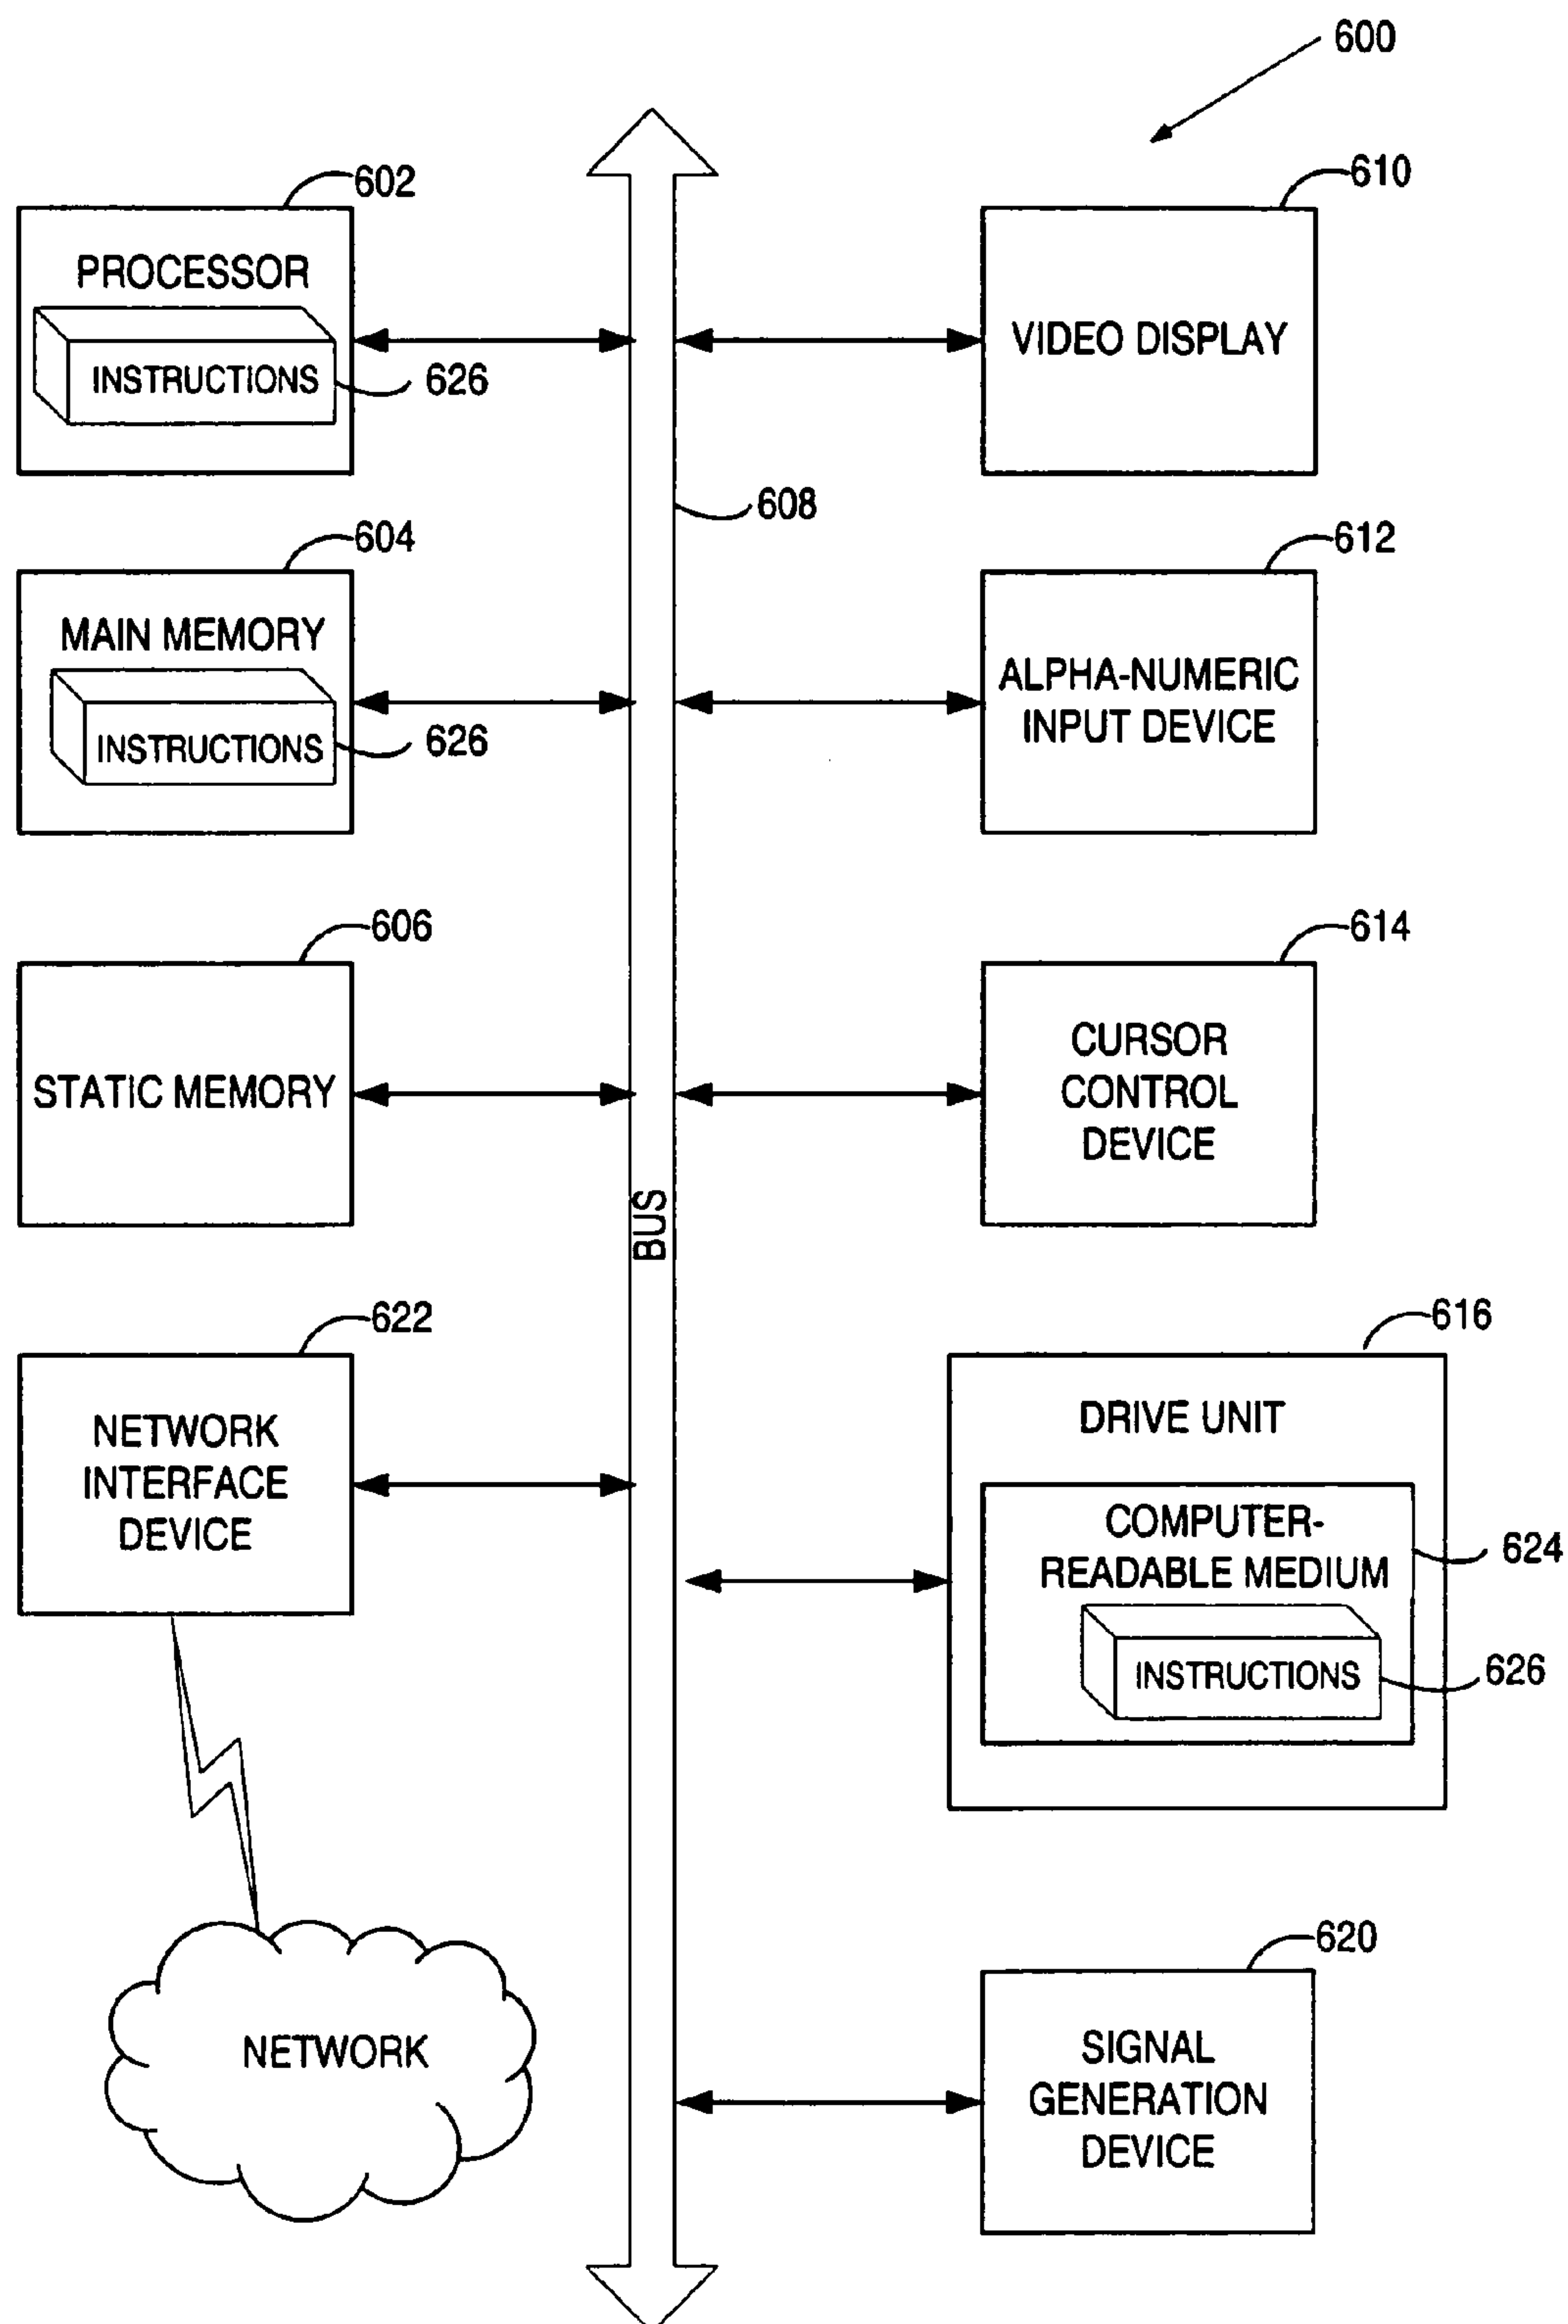 600
602
PROCESSOR
INSTRUCTIONS
626
610
VIDEO DISPLAY
608
604
MAIN MEMORY
INSTRUCTIONS
626
612
ALPHA-NUMERIC
INPUT DEVICE
606
STATIC MEMORY
614
CURSOR
CONTROL
DEVICE
BUS
622
NETWORK
INTERFACE
DEVICE
616
DRIVE UNIT
COMPUTER-
READABLE MEDIUM
624
INSTRUCTIONS
626
NETWORK
620
SIGNAL
GENERATION
DEVICE